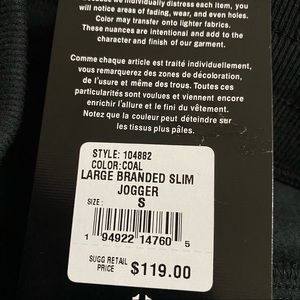 because we individually distress each item, you
will notice areas of fading, wear, and even holes.
Color may transfer onto lighter fabrics.
These nuances are intentional and add to the
character and finish of our garment.
Comme chaque article est traité individuellement,
vous remarquerez des zones de décoloration,
de l'usure et même des trous. Toutes ces
particularités sont voulues et viennent encore
enrichir l'allure et le fini du vêtement.
Notez que la couleur peut déteindre sur
les tissus plus pâles.
STYLE: 104882
COLOR:COAL
LARGE BRANDED SLIM
JOGGER
SIZE: S
1 94922 14760 5
SUGG RETAIL
PRICE $119.00